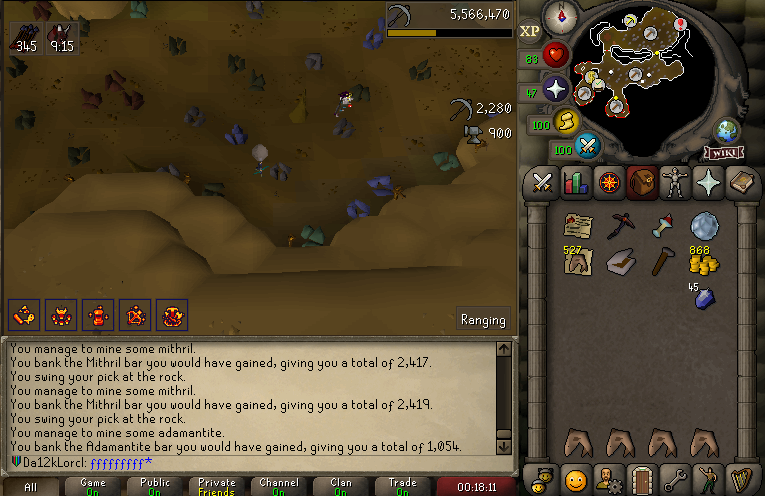 345
9:15
5,566,470
2,280
900
XP
83
47
100
100
WIKI
527
868
45
Ranging
You manage to mine some mithril.
You bank the Mithril bar you would have gained, giving you a total of 2,417.
You swing your pick at the rock.
You manage to mine some mithril.
You bank the Mithril bar you would have gained, giving you a total of 2,419.
You swing your pick at the rock.
You manage to mine some adamantite.
You bank the Adamantite bar you would have gained, giving you a total of 1,054.
Da12kLorcl: fffffffff*
All
Game
On
Public
On
Private
Friends
Channel
On
Clan
On
Trade
On
00:18:11